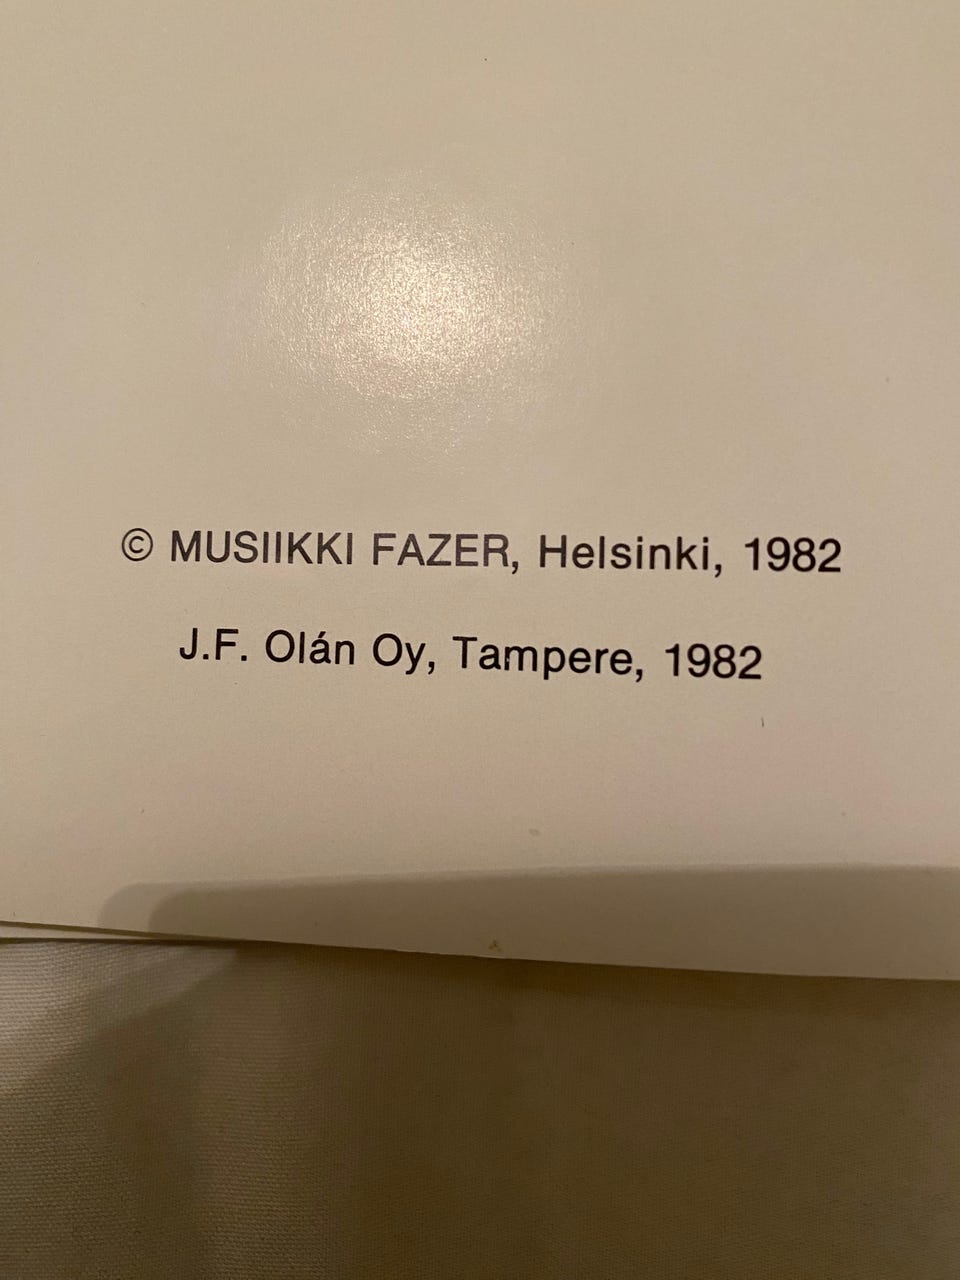 © MUSIIKKI FAZER, Helsinki, 1982
J.F. Olán Oy, Tampere, 1982